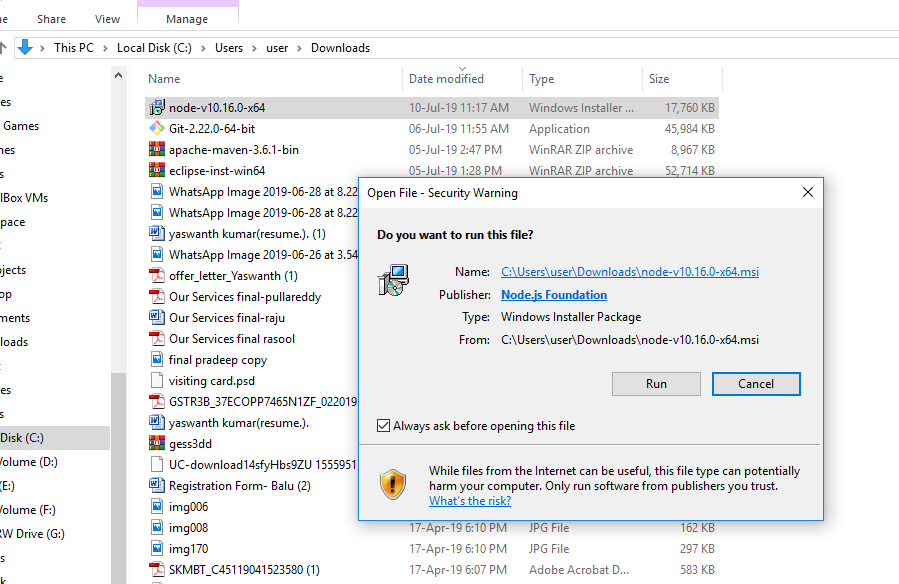 Share View Manage
This PC > Local Disk (C:) > Users > user > Downloads
Name Date modified Type Size
node-v10.16.0-x64 10-Jul-19 11:17 AM Windows Installer ... 17,760 KB
Git-2.22.0-64-bit 06-Jul-19 11:55 AM Application 45,984 KB
apache-maven-3.6.1-bin 05-Jul-19 2:47 PM WinRAR ZIP archive 8,967 KB
eclipse-inst-win64 05-Jul-19 1:28 PM WinRAR ZIP archive 52,714 KB
WhatsApp Image 2019-06-28 at 8.22
WhatsApp Image 2019-06-28 at 8.22
yaswanth kumar(resume.). (1)
WhatsApp Image 2019-06-26 at 3.54
offer_letter_Yaswanth (1)
Our Services final-pullareddy
Our Services final-raju
Our Services final rasool
final pradeep copy
visiting card.psd
GSTR3B_37ECOPP7465N1ZF_022019
yaswanth kumar(resume.).
gess3dd
UC-download14sfyHbs9ZU 1555951
Registration Form- Balu (2)
img006
img008 17-Apr-19 6:10 PM JPG File 162 KB
img170 17-Apr-19 6:10 PM JPG File 297 KB
SKMBT_C45119041523580 (1) 17-Apr-19 6:07 PM Adobe Acrobat D... 583 KB
Games
lBox VMs
pace
ojects
op
ments
loads
Disk (C:)
Volume (D:)
(E:)
Volume (F:)
RW Drive (G:)
Open File - Security Warning
Do you want to run this file?
Name: C:\Users\user\Downloads\node-v10.16.0-x64.msi
Publisher: Node.js Foundation
Type: Windows Installer Package
From: C:\Users\user\Downloads\node-v10.16.0-x64.msi
Run Cancel
Always ask before opening this file
While files from the Internet can be useful, this file type can potentially
harm your computer. Only run software from publishers you trust.
What's the risk?